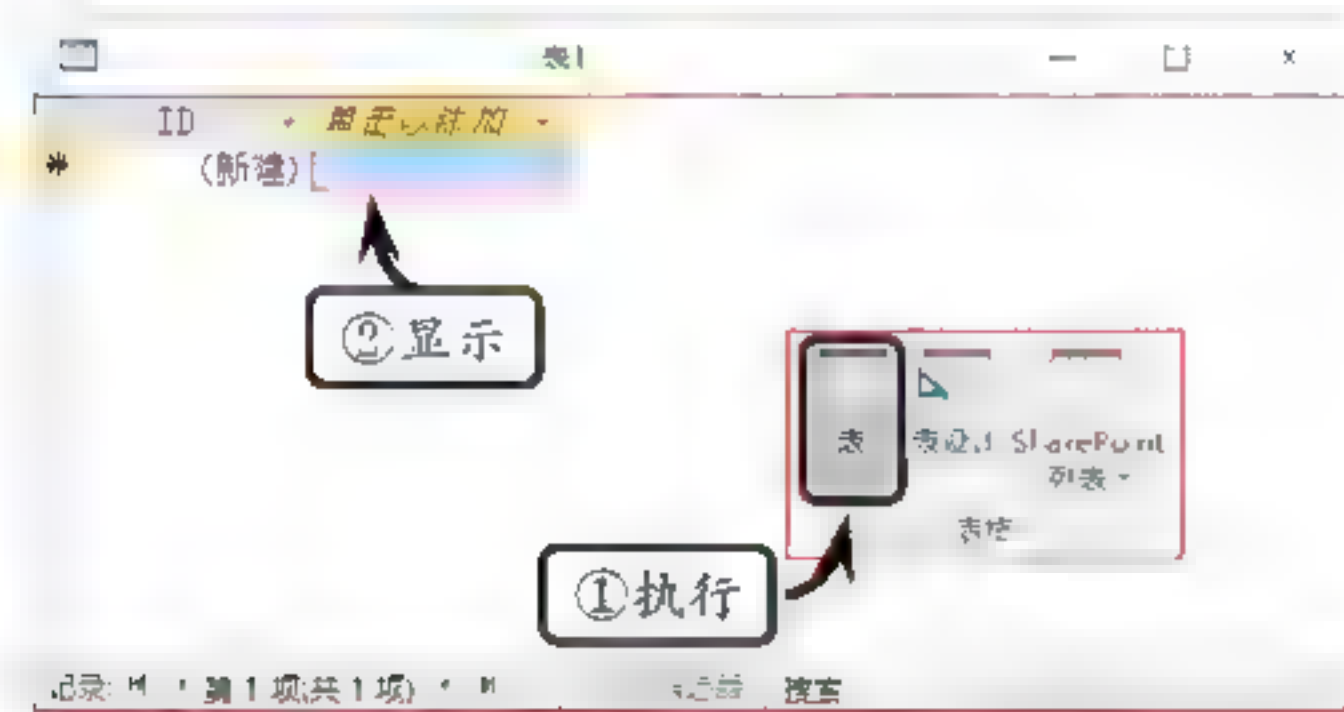 表1
ID 单击以添加
* (新建)
②显示
表 表设计 SharePoint
列表
表格
①执行
记录: 第1项(共1项) 搜索